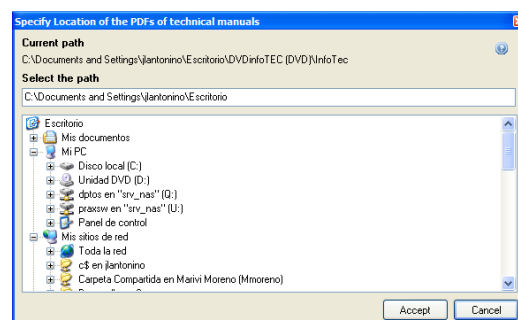 Specify Location of the PDFs of technical manuals
Current path
C:\Documents and Settings\jlantonino\Escritorio\DVDinfoTEC (DVD)\InfoTec
Select the path
C:\Documents and Settings\jlantonino\Escritorio
Escritorio
Mis documentos
Mi PC
Disco local (C:)
Unidad DVD (D:)
dptos en "srv_nas" (Q:)
praxsw en "srv_nas" (U:)
Panel de control
Mis sitios de red
Toda la red
c$ en jlantonino
Carpeta Compartida en Marivi Moreno (Mmoreno)
Accept Cancel